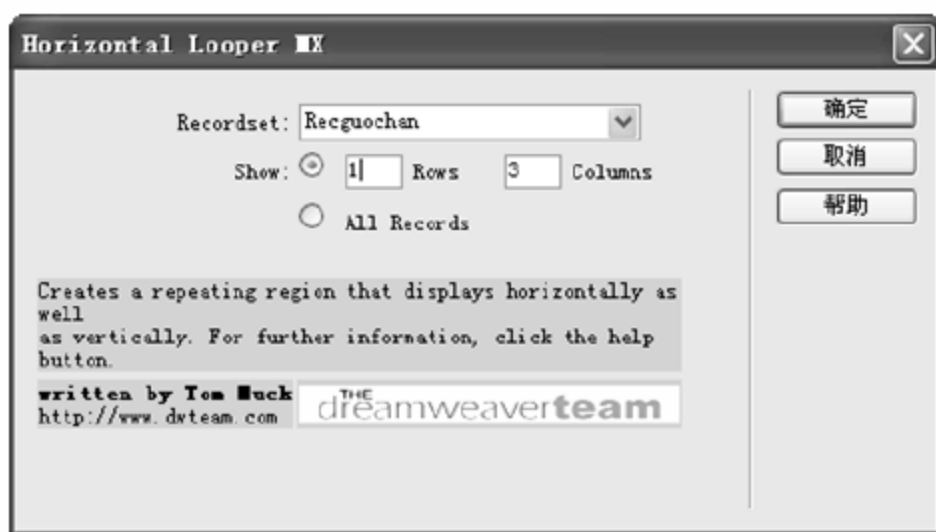 Horizontal Looper MX
Recordset: Recguochan
Show: 1 Rows 3 Columns
All Records
确定
取消
帮助
Creates a repeating region that displays horizontally as
well
as vertically. For further information, click the help
button.
written by Tom Muck
http://www.dwteam.com
THE
dreamweaverteam